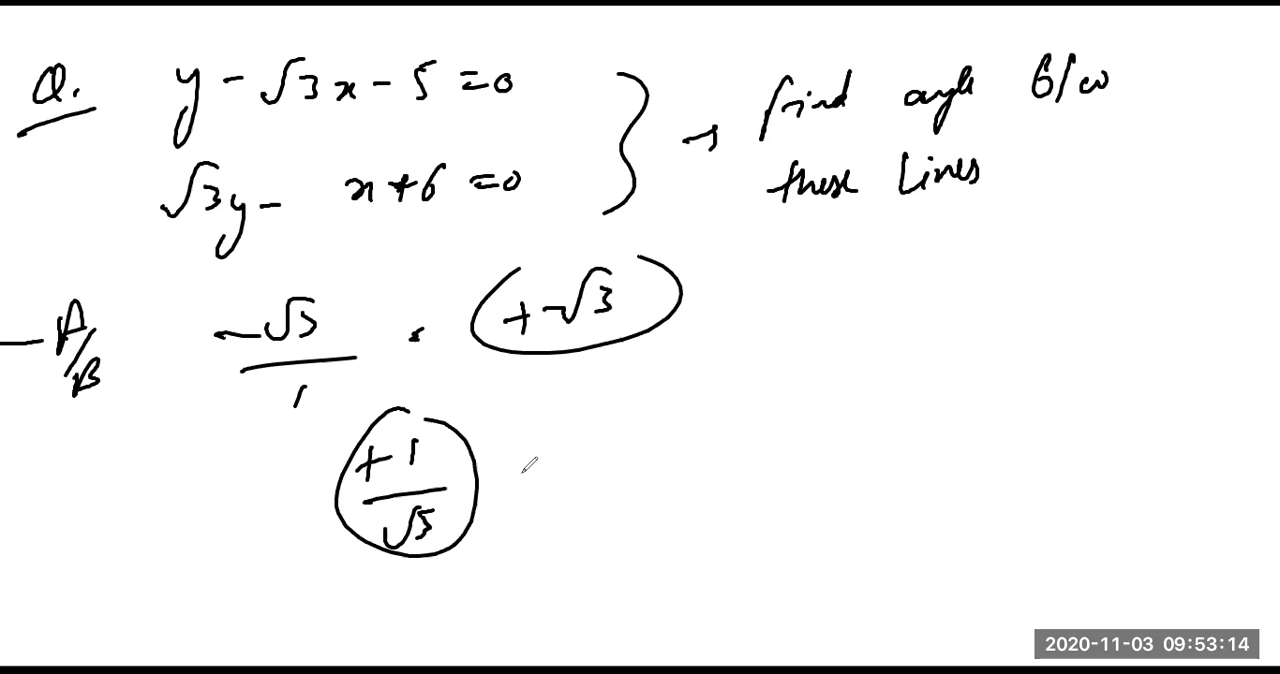 Q. y - √3 x - 5 = 0
√3y - x + 6 = 0
→ find angle b/w
these lines
- A/B
-√3/1 . (+√3)
+1/√3
2020-11-03 09:53:14